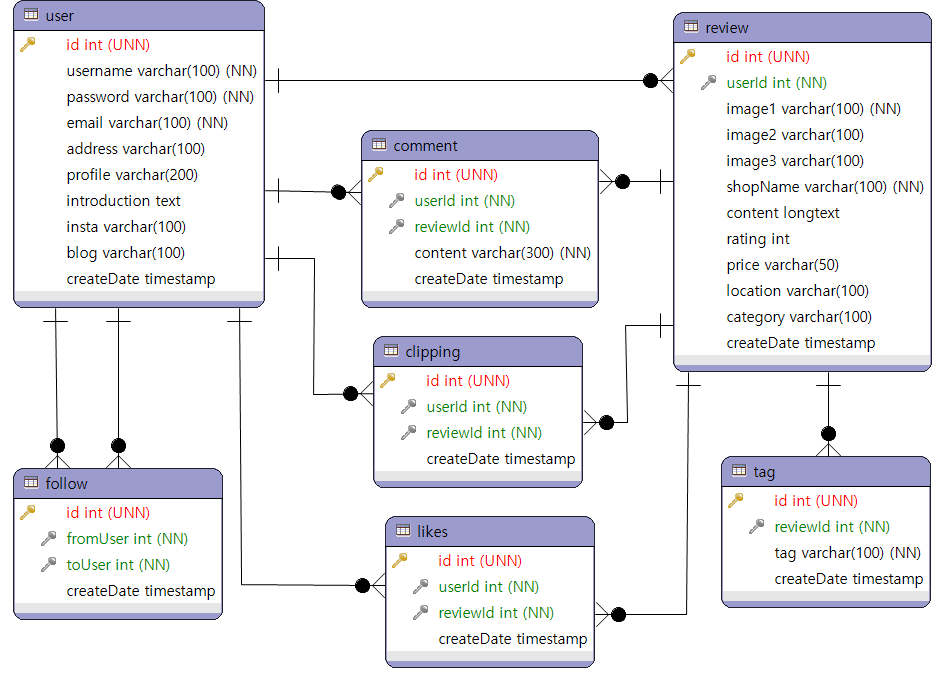 user
id int (UNN)
username varchar(100) (NN)
password varchar(100) (NN)
email varchar(100) (NN)
address varchar(100)
profile varchar(200)
introduction text
insta varchar(100)
blog varchar(100)
createDate timestamp
review
id int (UNN)
userId int (NN)
image1 varchar(100) (NN)
image2 varchar(100)
image3 varchar(100)
shopName varchar(100) (NN)
content longtext
rating int
price varchar(50)
location varchar(100)
category varchar(100)
createDate timestamp
comment
id int (UNN)
userId int (NN)
reviewId int (NN)
content varchar(300) (NN)
createDate timestamp
clipping
id int (UNN)
userId int (NN)
reviewId int (NN)
createDate timestamp
follow
id int (UNN)
fromUser int (NN)
toUser int (NN)
createDate timestamp
likes
id int (UNN)
userId int (NN)
reviewId int (NN)
createDate timestamp
tag
id int (UNN)
reviewId int (NN)
tag varchar(100) (NN)
createDate timestamp